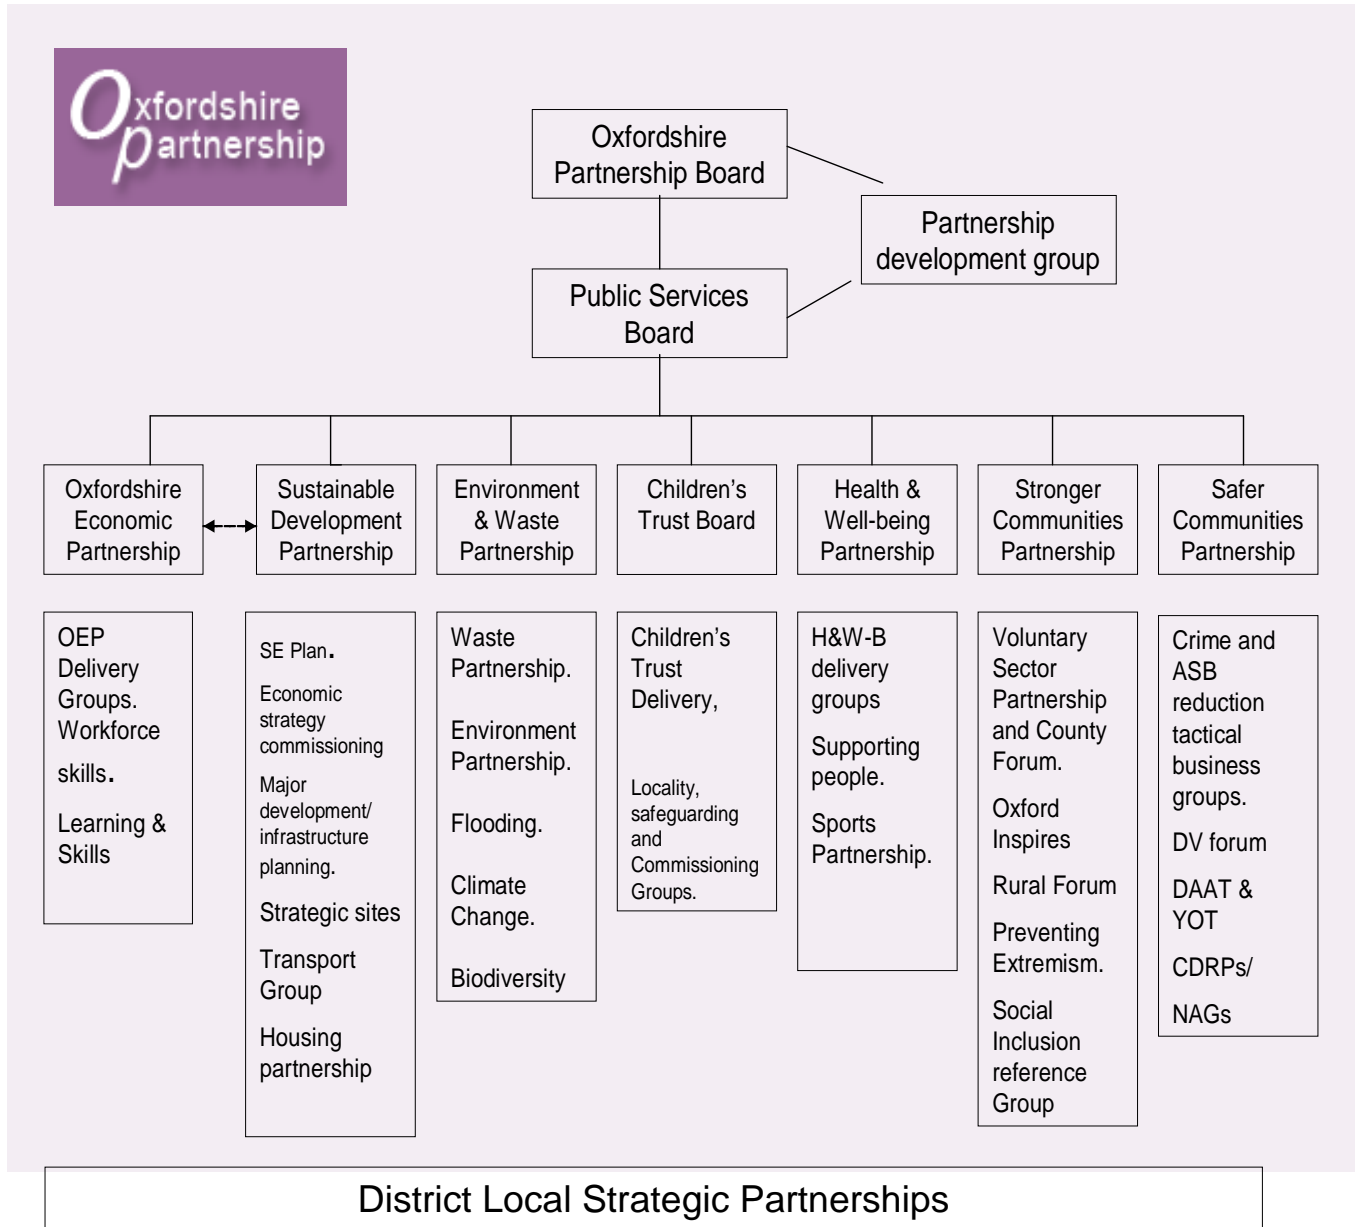 Oxfordshire
Partnership
Oxfordshire
Partnership Board
Partnership
development group
Public Services
Board
Oxfordshire
Economic
Partnership
Sustainable
Development
Partnership
Environment
& Waste
Partnership
Children’s
Trust Board
Health &
Well-being
Partnership
Stronger
Communities
Partnership
Safer
Communities
Partnership
OEP
Delivery
Groups.
Workforce
skills.
Learning &
Skills
SE Plan.
Economic
strategy
commissioning
Major
development/
infrastructure
planning.
Strategic sites
Transport
Group
Housing
partnership
Waste
Partnership.
Environment
Partnership.
Flooding.
Climate
Change.
Biodiversity
Children’s
Trust
Delivery,
Locality,
safeguarding
and
Commissioning
Groups.
H&W-B
delivery
groups
Supporting
people.
Sports
Partnership.
Voluntary
Sector
Partnership
and County
Forum.
Oxford
Inspires
Rural Forum
Preventing
Extremism.
Social
Inclusion
reference
Group
Crime and
ASB
reduction
tactical
business
groups.
DV forum
DAAT &
YOT
CDRPs/
NAGs
District Local Strategic Partnerships